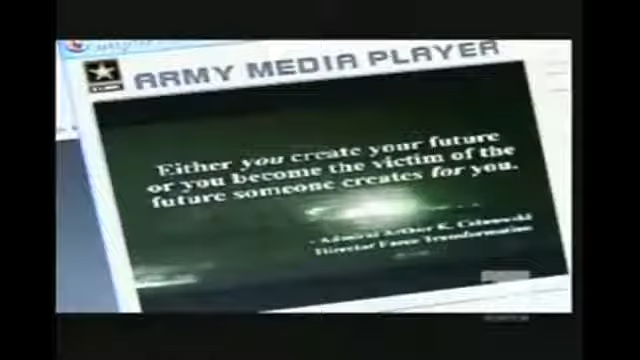 ARMY MEDIA PLAYER
Either you create your future
or you become the victim of the
future someone creates for you.
- Admiral Arthur K. Cebrowski
Director Force Transformation